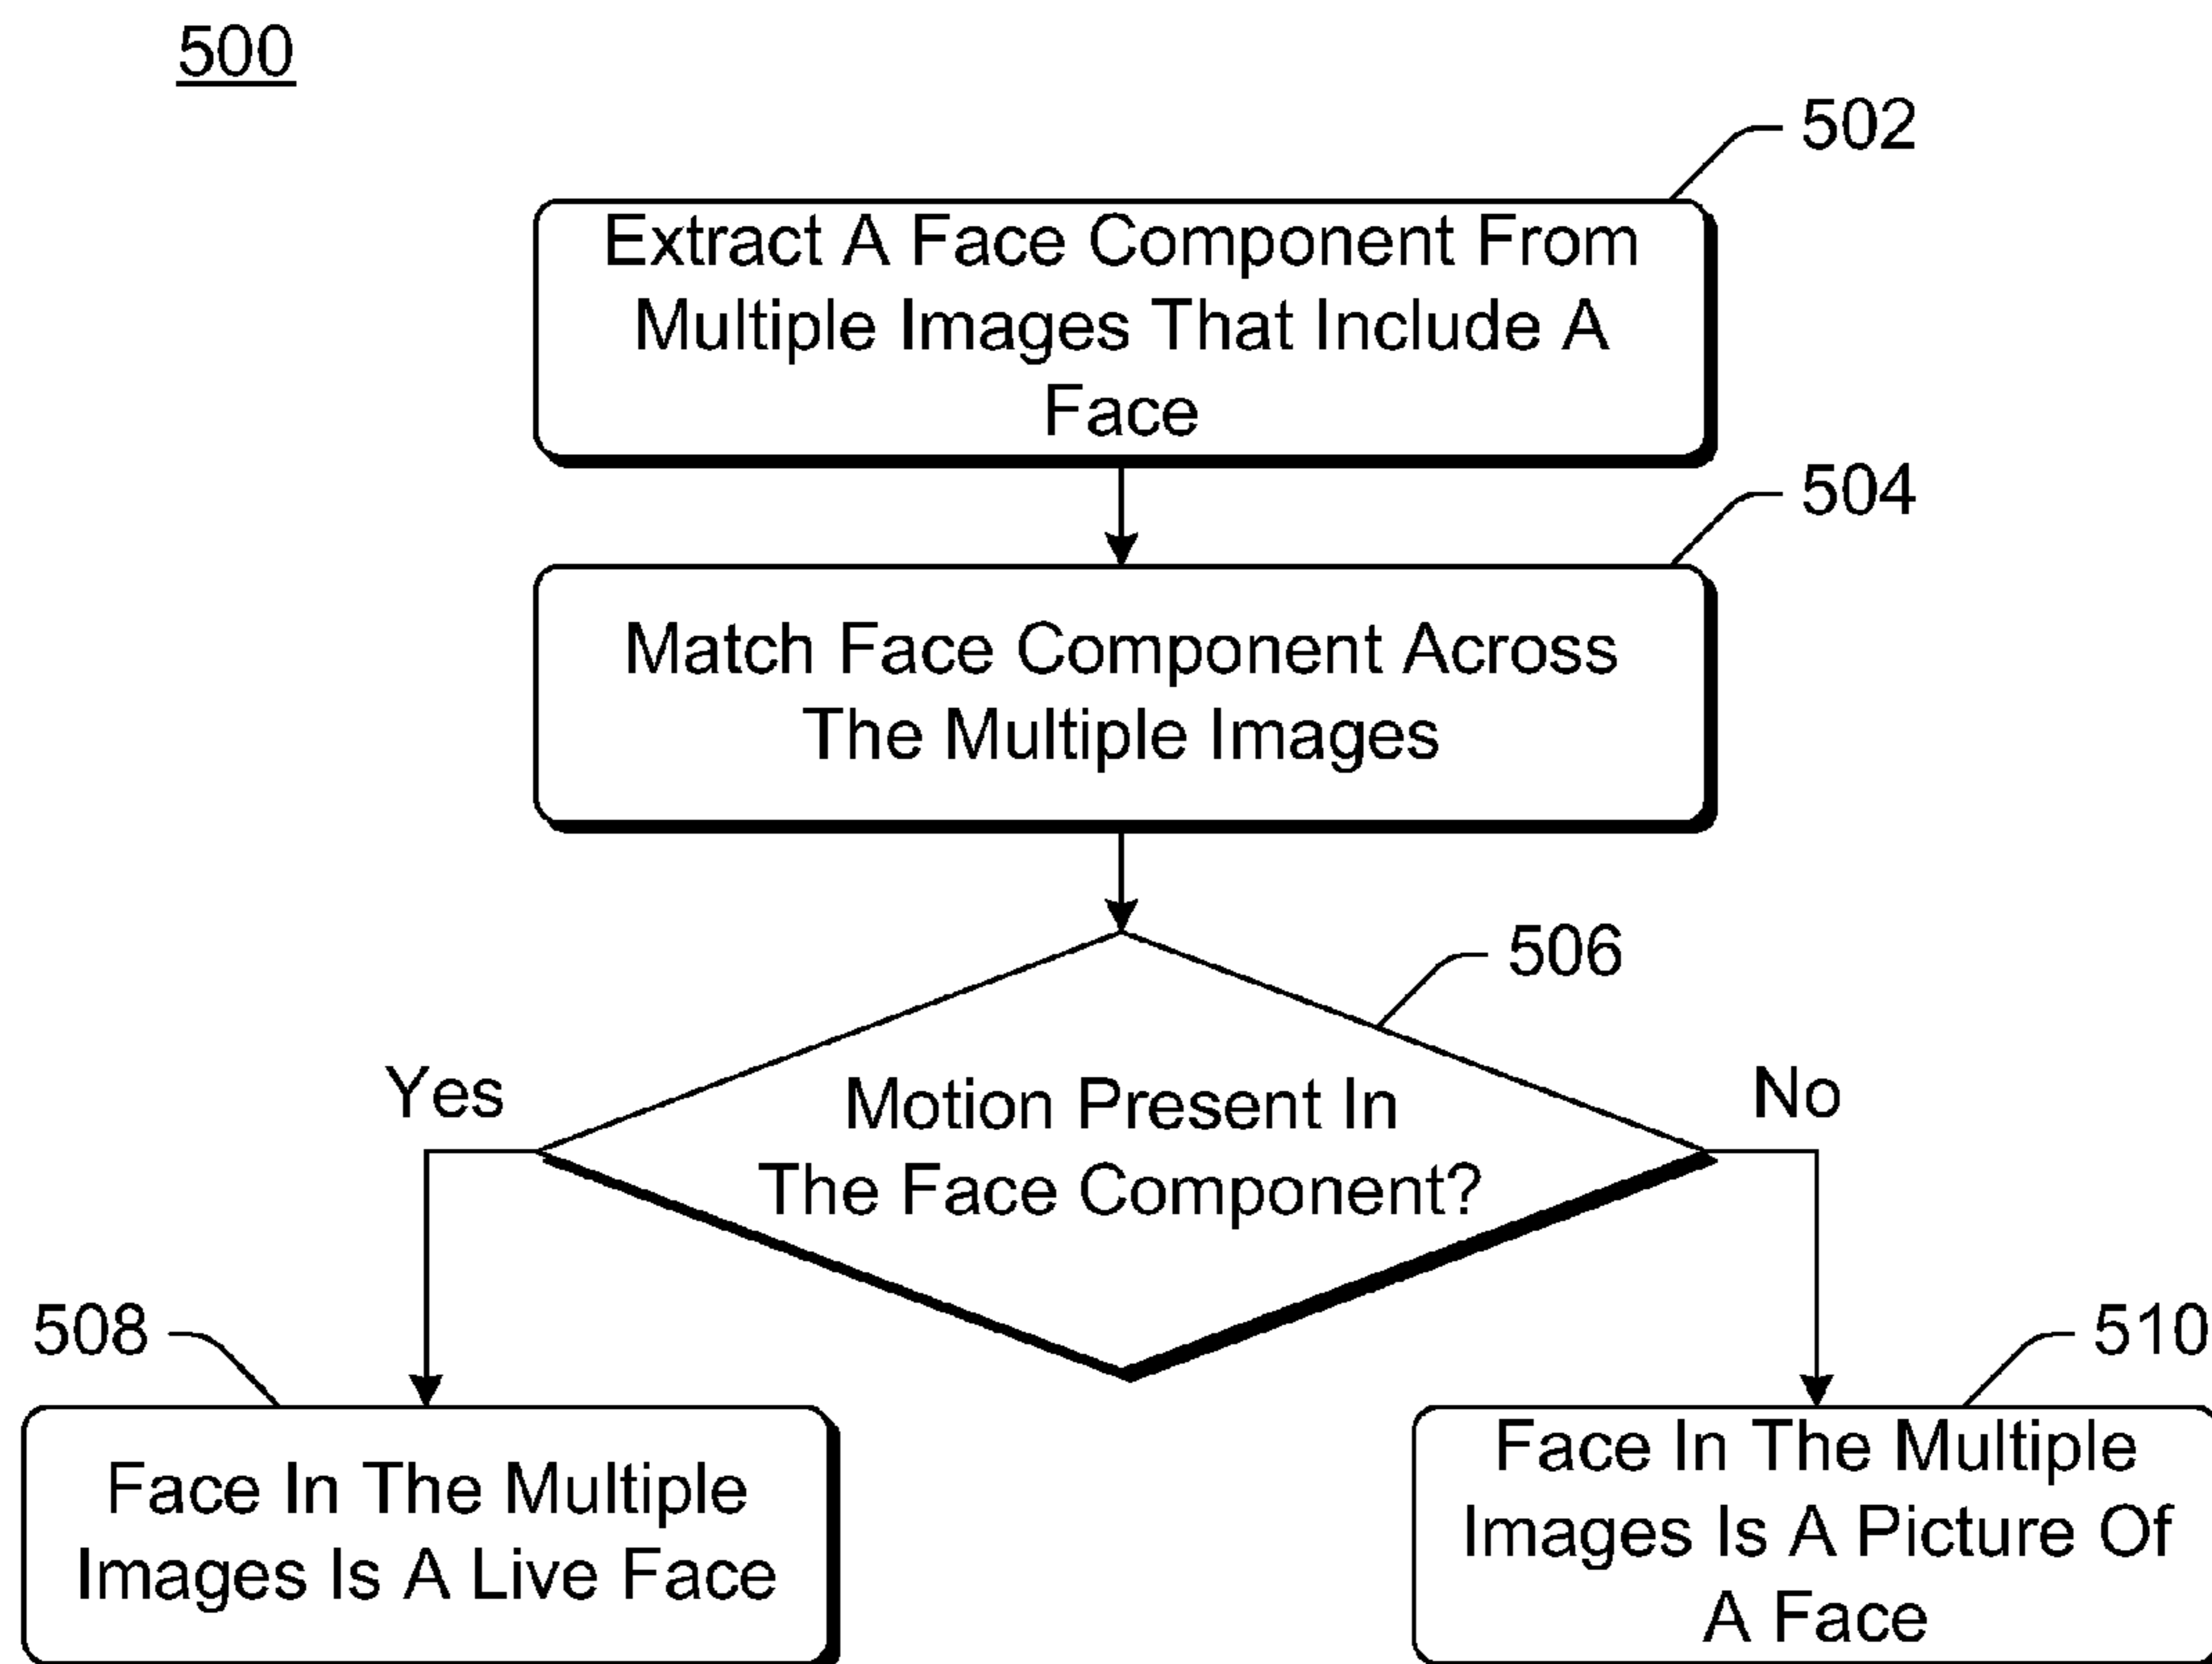 500
502
Extract A Face Component From
Multiple Images That Include A
Face
504
Match Face Component Across
The Multiple Images
506
Motion Present In
The Face Component?
Yes
No
508
Face In The Multiple
Images Is A Live Face
510
Face In The Multiple
Images Is A Picture Of
A Face